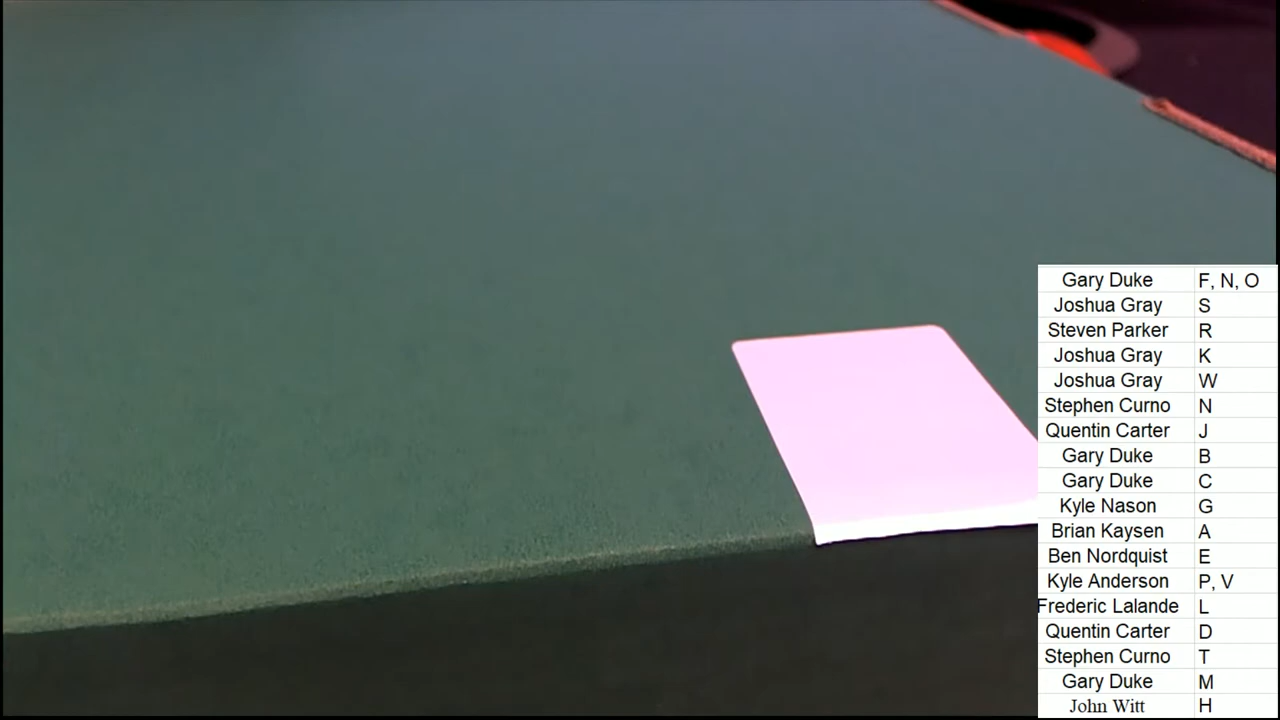 Gary Duke F, N, O
Joshua Gray S
Steven Parker R
Joshua Gray K
Joshua Gray W
Stephen Curno N
Quentin Carter J
Gary Duke B
Gary Duke C
Kyle Nason G
Brian Kaysen A
Ben Nordquist E
Kyle Anderson P, V
Frederic Lalande L
Quentin Carter D
Stephen Curno T
Gary Duke M
John Witt H